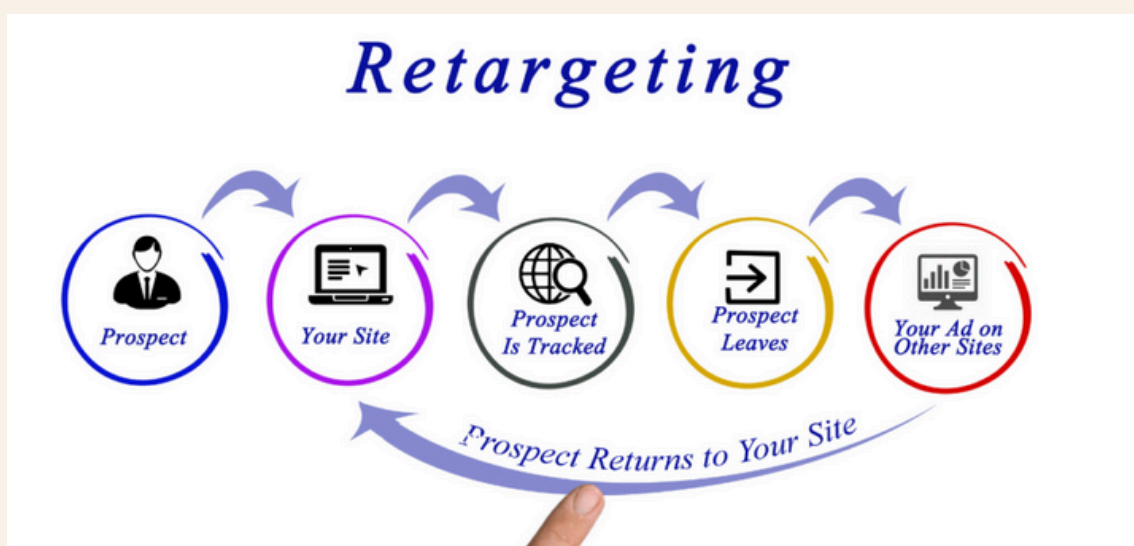 Retargeting
Prospect
Your Site
Prospect
Is Tracked
Prospect
Leaves
Your Ad on
Other Sites
Prospect Returns to Your Site